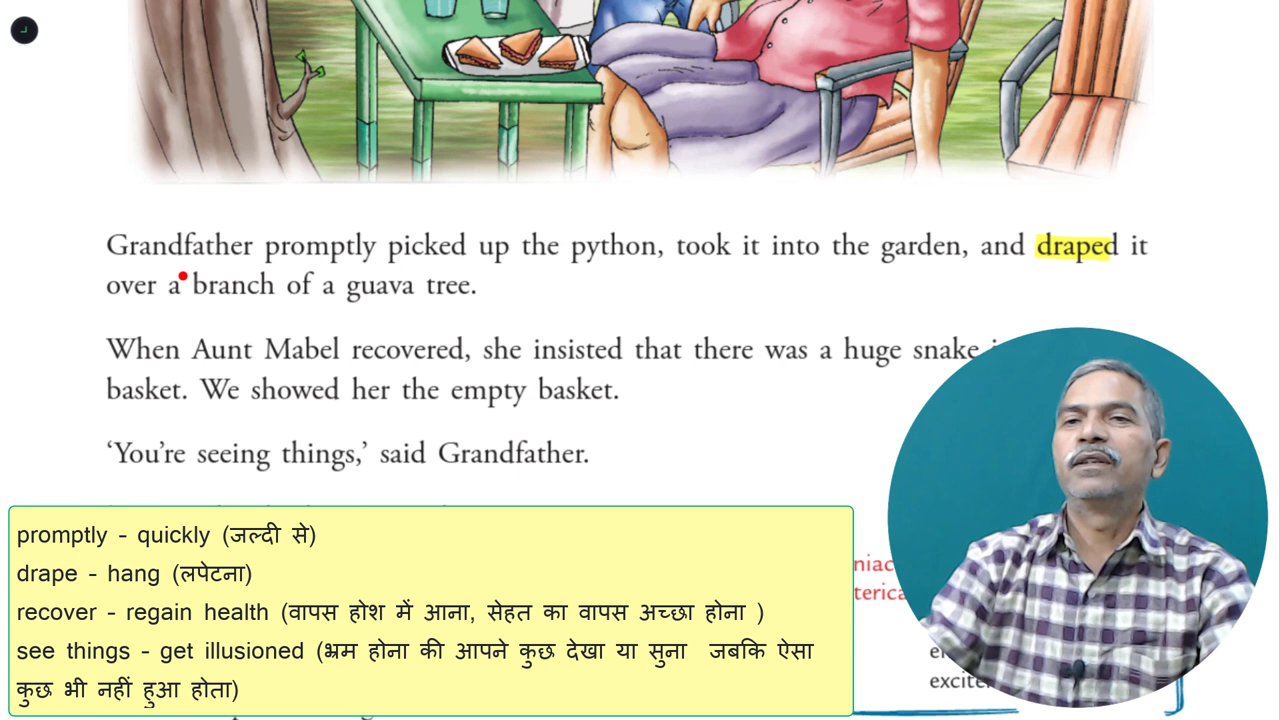 Grandfather promptly picked up the python, took it into the garden, and draped it
over a branch of a guava tree.
When Aunt Mabel recovered, she insisted that there was a huge snake
basket. We showed her the empty basket.
‘You’re seeing things,’ said Grandfather.
promptly - quickly (जल्दी से)
drape - hang (लपेटना)
recover - regain health (वापस होश में आना, सेहत का वापस अच्छा होना )
see things - get illusioned (भ्रम होना की आपने कुछ देखा या सुना जबकि ऐसा
कुछ भी नहीं हुआ होता)